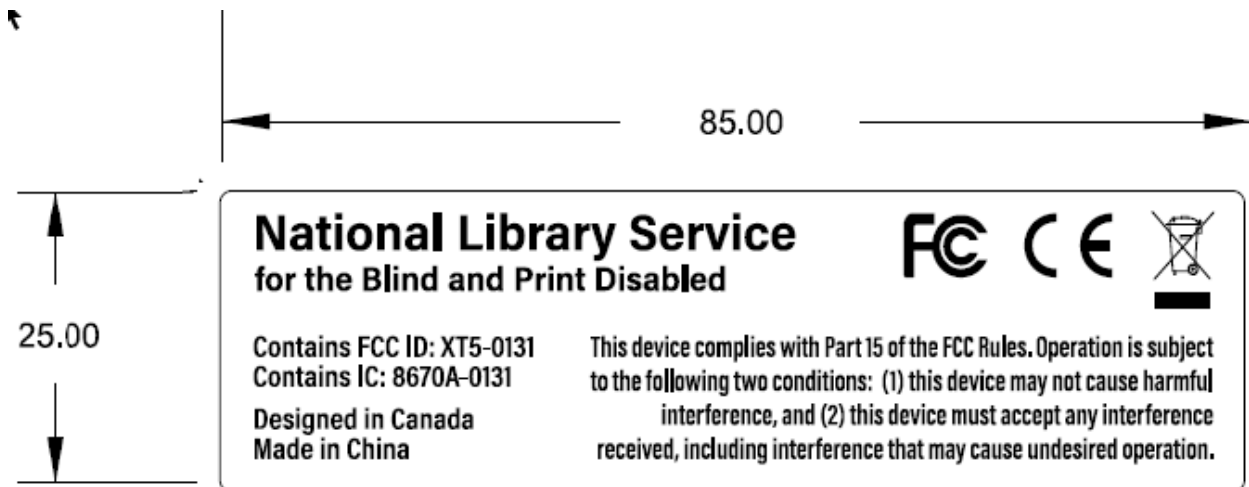 85.00
25.00
National Library Service
for the Blind and Print Disabled
FC CE
Contains FCC ID: XT5-0131
Contains IC: 8670A-0131
Designed in Canada
Made in China
This device complies with Part 15 of the FCC Rules. Operation is subject
to the following two conditions: (1) this device may not cause harmful
interference, and (2) this device must accept any interference
received, including interference that may cause undesired operation.